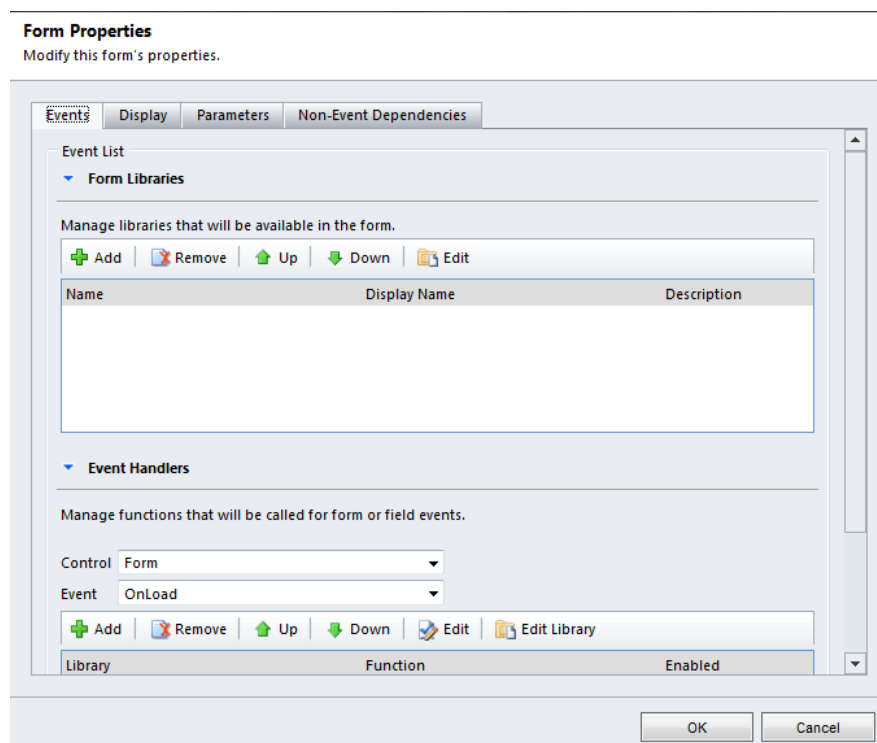 Form Properties
Modify this form's properties.
Events Display Parameters Non-Event Dependencies
Event List
Form Libraries
Manage libraries that will be available in the form.
Add Remove Up Down Edit
Name Display Name Description
Event Handlers
Manage functions that will be called for form or field events.
Control Form
Event OnLoad
Add Remove Up Down Edit Edit Library
Library Function Enabled
OK Cancel